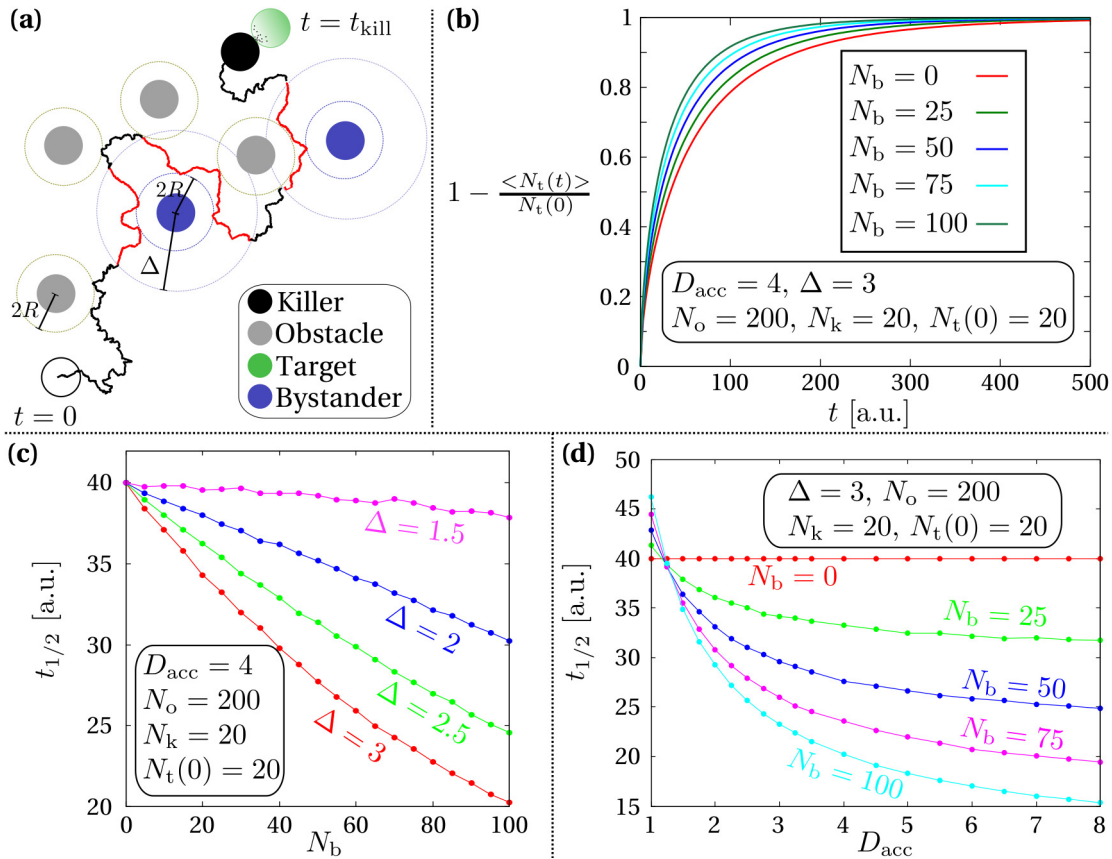 (a)
t = t_kill
2R
Δ
2R
t = 0
Killer
Obstacle
Target
Bystander
(b)
1 − <N_t(t)> / N_t(0)
1
0.8
0.6
0.4
0.2
0
0 100 200 300 400 500
t [a.u.]
N_b = 0
N_b = 25
N_b = 50
N_b = 75
N_b = 100
D_acc = 4, Δ = 3
N_o = 200, N_k = 20, N_t(0) = 20
(c)
t_1/2 [a.u.]
40
35
30
25
20
0 20 40 60 80 100
N_b
Δ = 1.5
Δ = 2
Δ = 2.5
Δ = 3
D_acc = 4
N_o = 200
N_k = 20
N_t(0) = 20
(d)
t_1/2 [a.u.]
50
45
40
35
30
25
20
15
1 2 3 4 5 6 7 8
D_acc
Δ = 3, N_o = 200
N_k = 20, N_t(0) = 20
N_b = 0
N_b = 25
N_b = 50
N_b = 75
N_b = 100